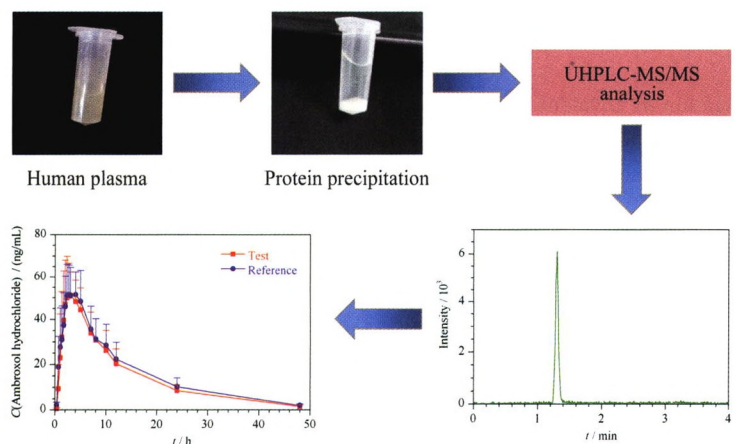 Human plasma
Protein precipitation
UHPLC-MS/MS
analysis
C(Ambroxol hydrochloride) / (ng/mL)
80
60
40
20
0
Test
Reference
0
10
20
30
40
50
t / h
Intensity / 10³
6
4
2
0
0
1
2
3
4
t / min